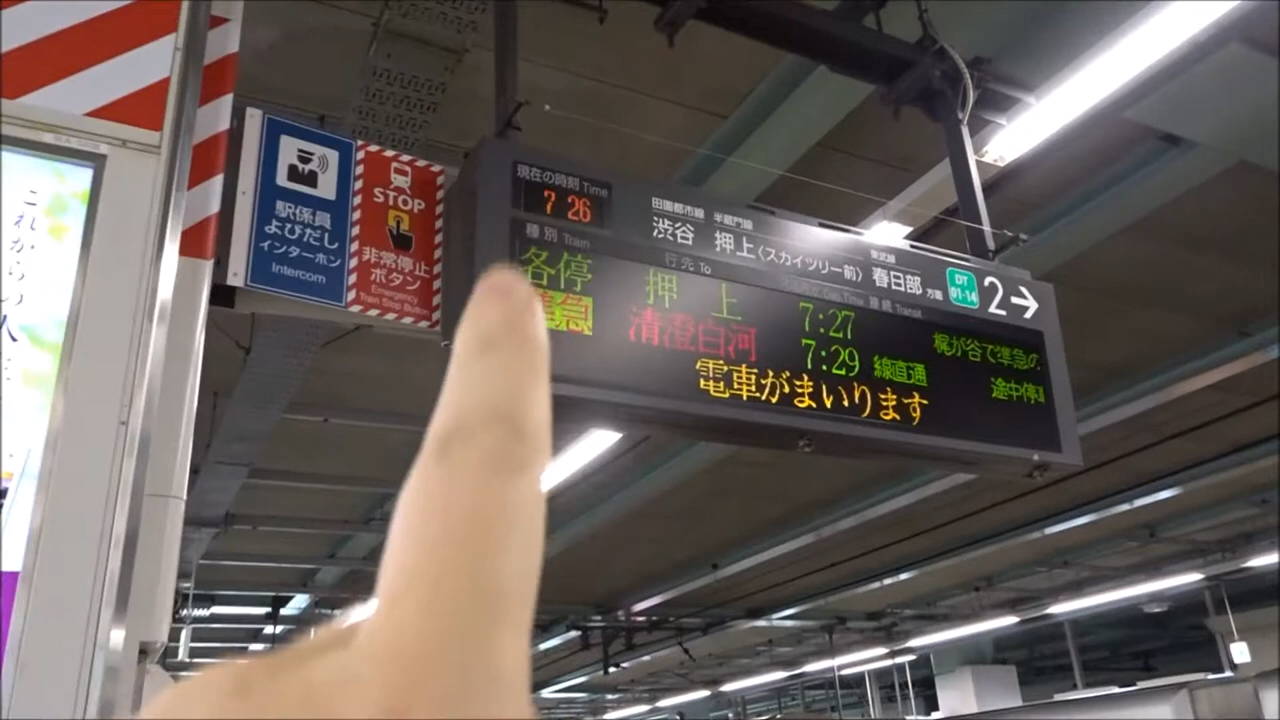 これからの人
駅係員
よびだし
インターホン
Intercom
STOP
非常停止
ボタン
Emergency
Train Stop Button
現在の時刻 Time
7 26
田園都市線 半蔵門線 東武線
渋谷 押上〈スカイツリー前〉 春日部 方面
DT
01-14
2→
種別 Train 行先 To 接続 Transit
各停 押上 7:27 梶が谷で準急の
急 清澄白河 7:29 線直通 途中停
電車がまいります